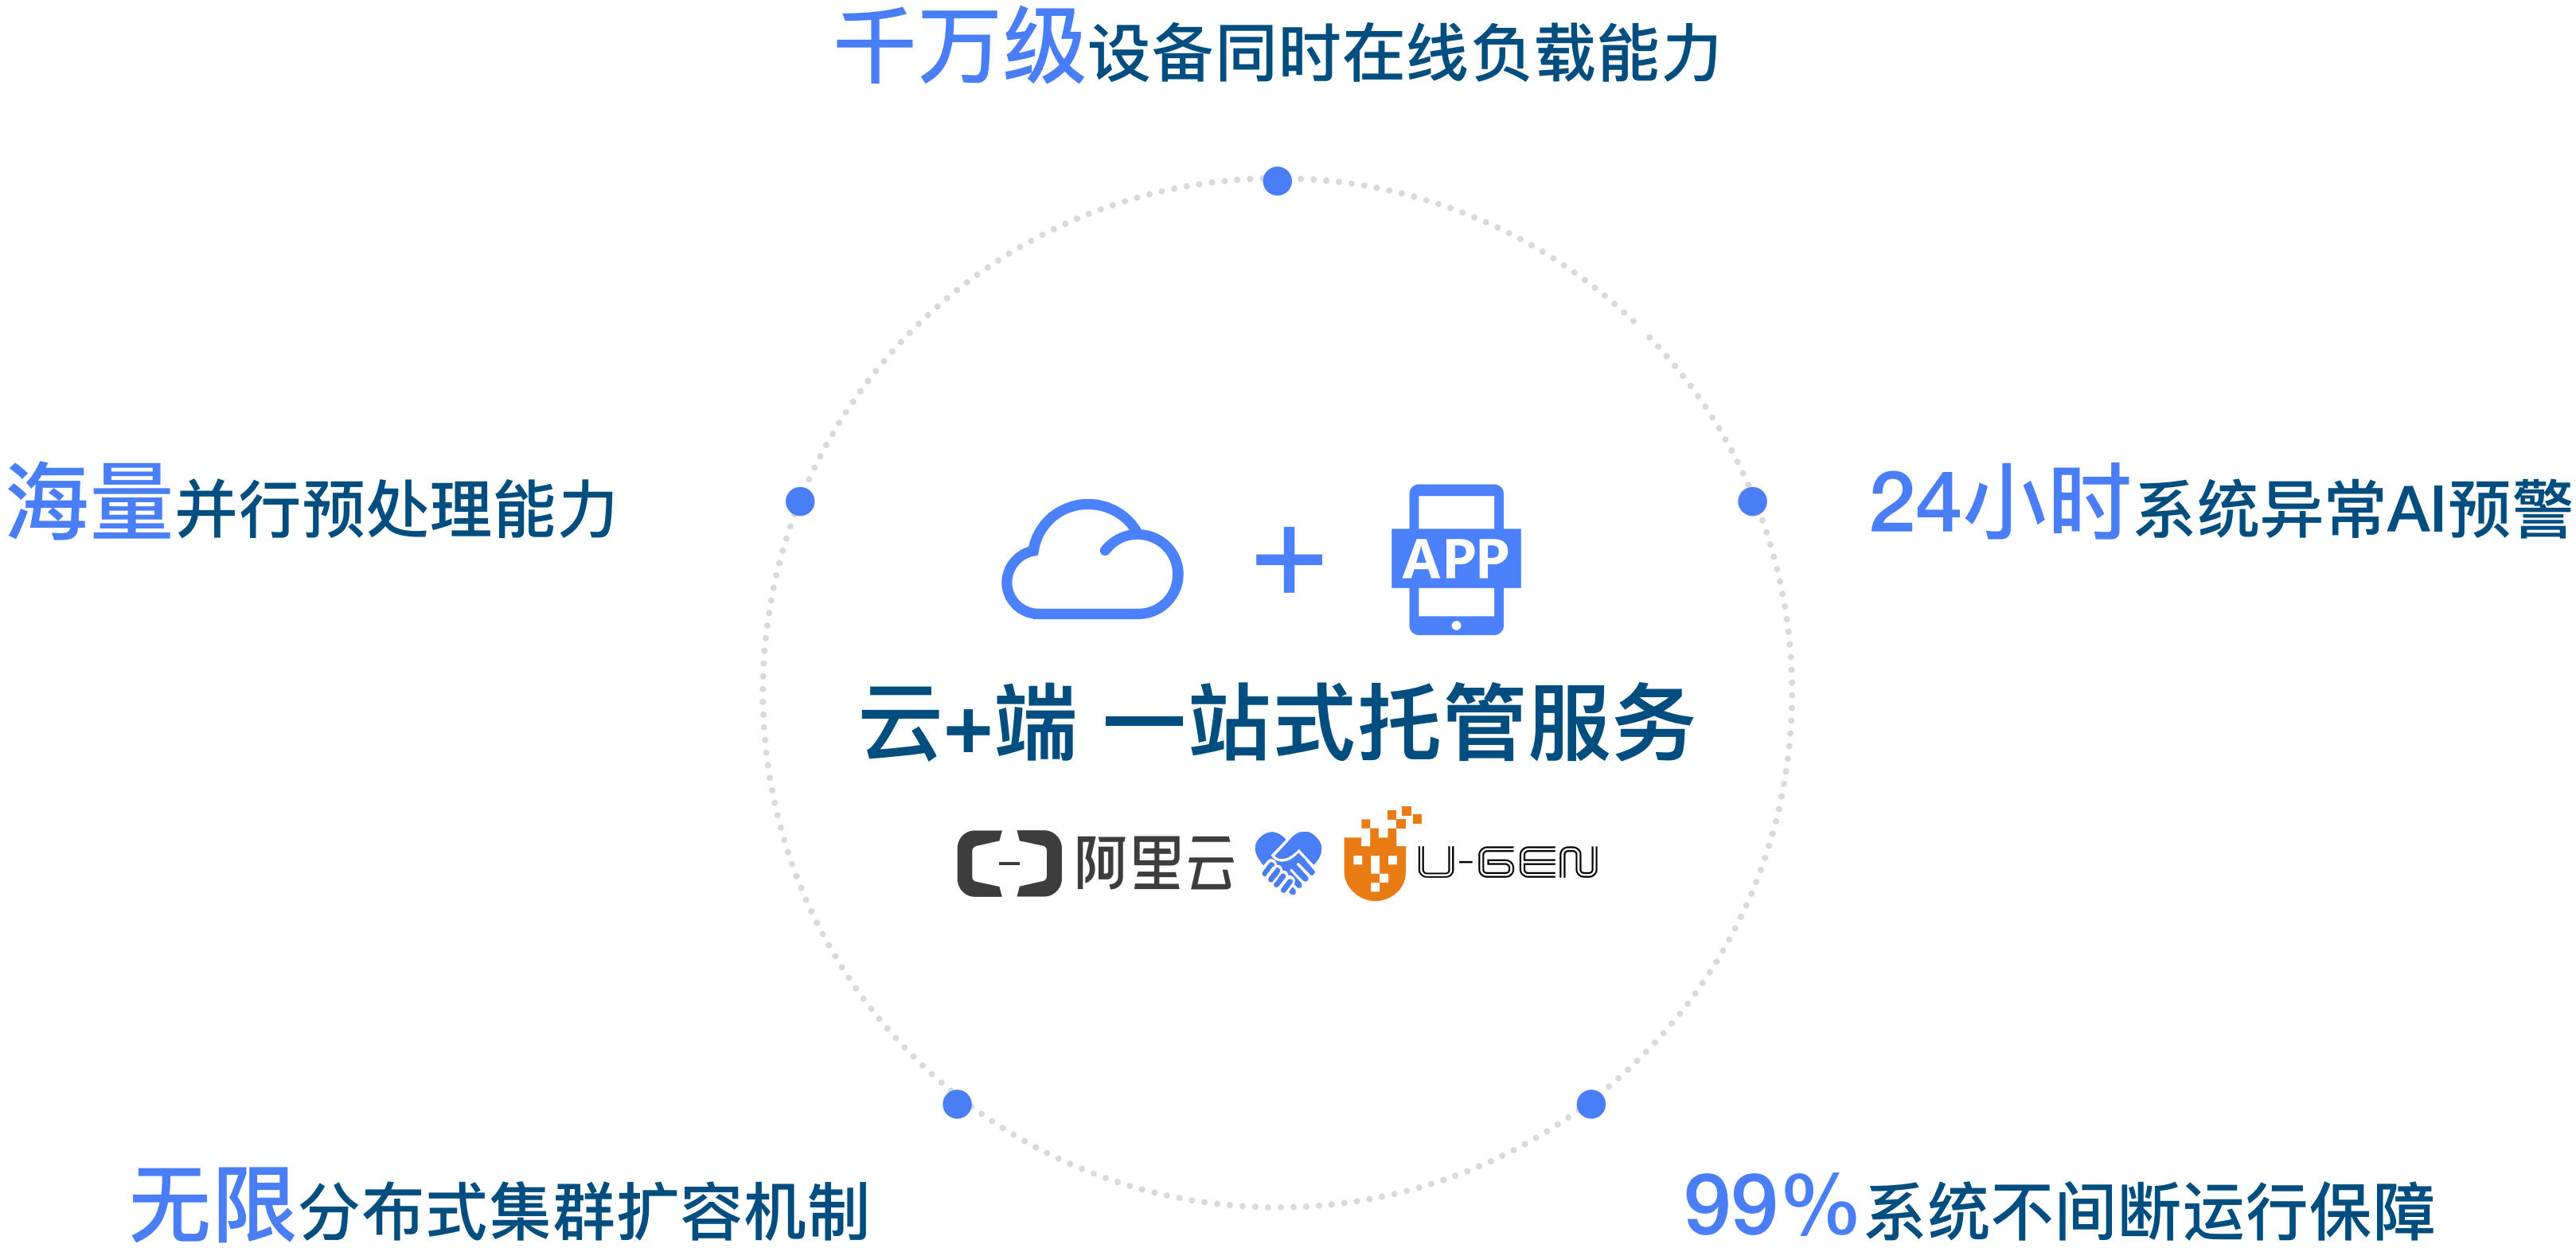 千万级设备同时在线负载能力
海量并行预处理能力
24小时系统异常AI预警
APP
云+端 一站式托管服务
阿里云
U-GEN
无限分布式集群扩容机制
99%系统不间断运行保障